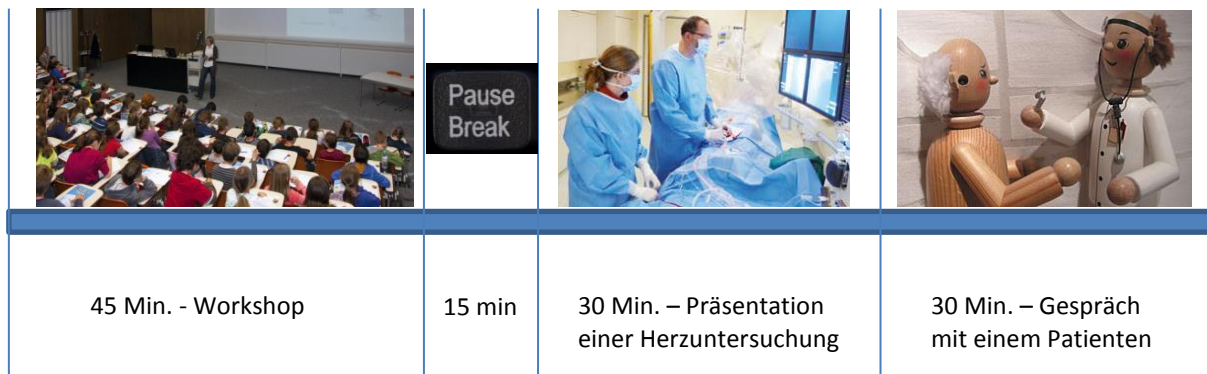 Pause
Break
45 Min. - Workshop
15 min
30 Min. – Präsentation
einer Herzuntersuchung
30 Min. – Gespräch
mit einem Patienten